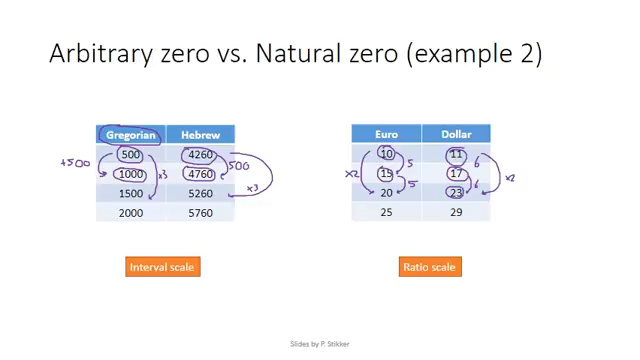 Arbitrary zero vs. Natural zero (example 2)
Gregorian Hebrew
500 4260
1000 4760
1500 5260
2000 5760
+500
x3
500
x3
Interval scale
Euro Dollar
10 11
15 17
20 23
25 29
x2
5
5
6
6
x2
Ratio scale
Slides by P. Stikker